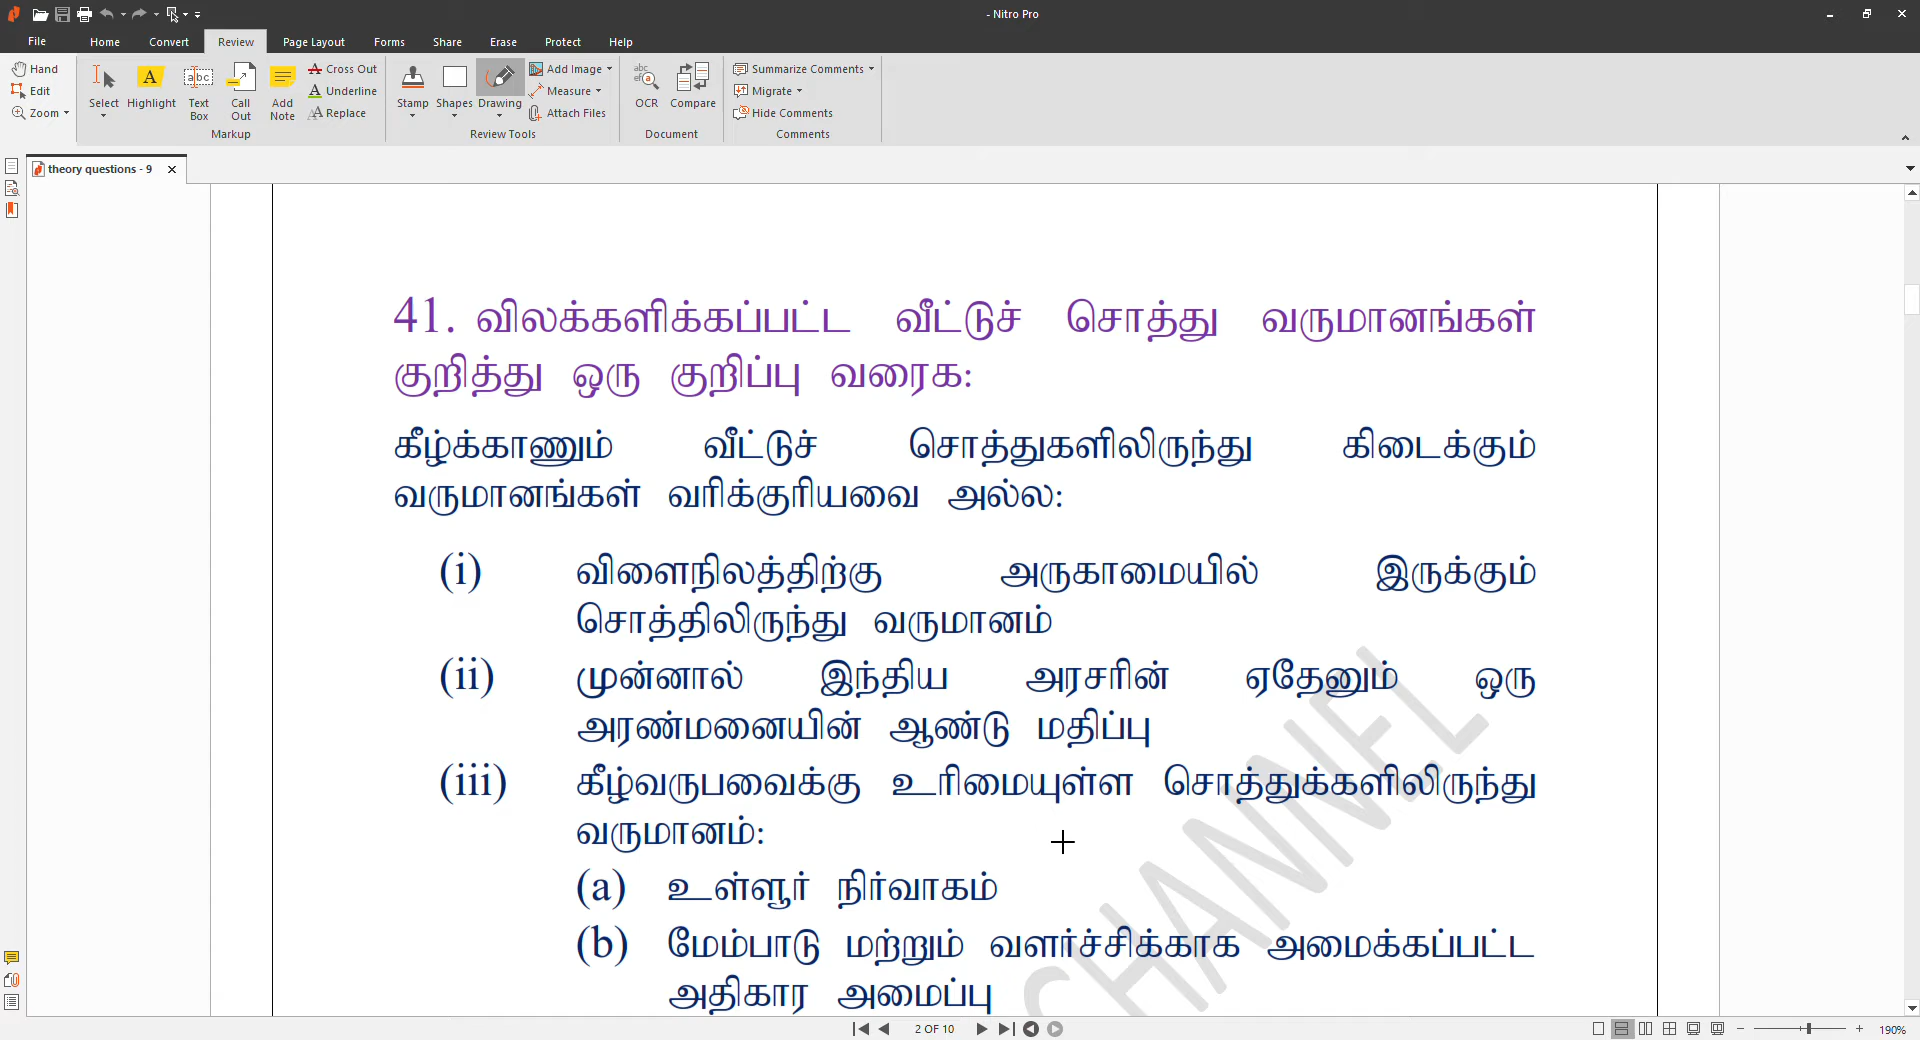 - Nitro Pro
File Home Convert Review Page Layout Forms Share Erase Protect Help
Hand
Edit
Zoom
Select Highlight Text Box Call Out Add Note
Cross Out
Underline
Replace
Markup
Stamp Shapes Drawing
Add Image
Measure
Attach Files
Review Tools
OCR Compare
Document
Summarize Comments
Migrate
Hide Comments
Comments
theory questions - 9
41. விலக்களிக்கப்பட்ட வீட்டுச் சொத்து வருமானங்கள்
குறித்து ஒரு குறிப்பு வரைக:
கீழ்க்காணும் வீட்டுச் சொத்துகளிலிருந்து கிடைக்கும்
வருமானங்கள் வரிக்குரியவை அல்ல:
(i) விளைநிலத்திற்கு அருகாமையில் இருக்கும்
சொத்திலிருந்து வருமானம்
(ii) முன்னால் இந்திய அரசரின் ஏதேனும் ஒரு
அரண்மனையின் ஆண்டு மதிப்பு
(iii) கீழ்வருபவைக்கு உரிமையுள்ள சொத்துக்களிலிருந்து
வருமானம்:
(a) உள்ளூர் நிர்வாகம்
(b) மேம்பாடு மற்றும் வளர்ச்சிக்காக அமைக்கப்பட்ட
அதிகார அமைப்பு
CHANNEL
2 OF 10
190%